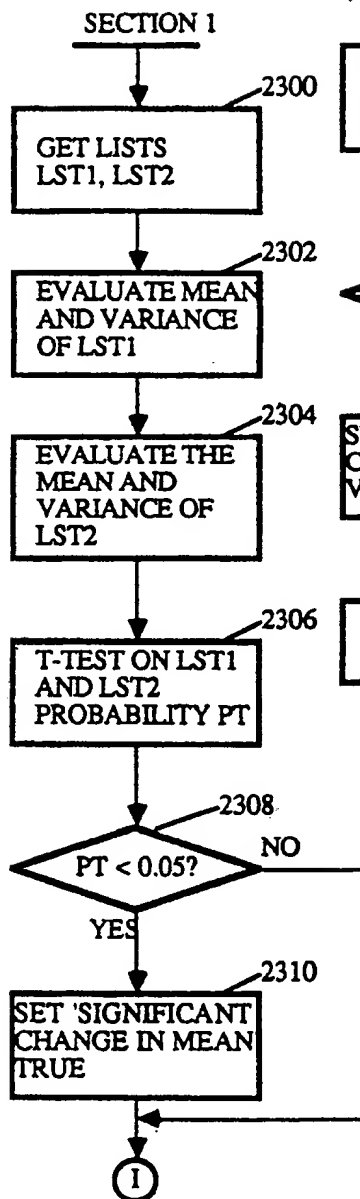 SECTION 1
2300
GET LISTS
LST1, LST2
2302
EVALUATE MEAN
AND VARIANCE
OF LST1
2304
EVALUATE THE
MEAN AND
VARIANCE OF
LST2
2306
T-TEST ON LST1
AND LST2
PROBABILITY PT
2308
PT < 0.05?
NO
YES
2310
SET 'SIGNIFICANT
CHANGE IN MEAN
TRUE
I